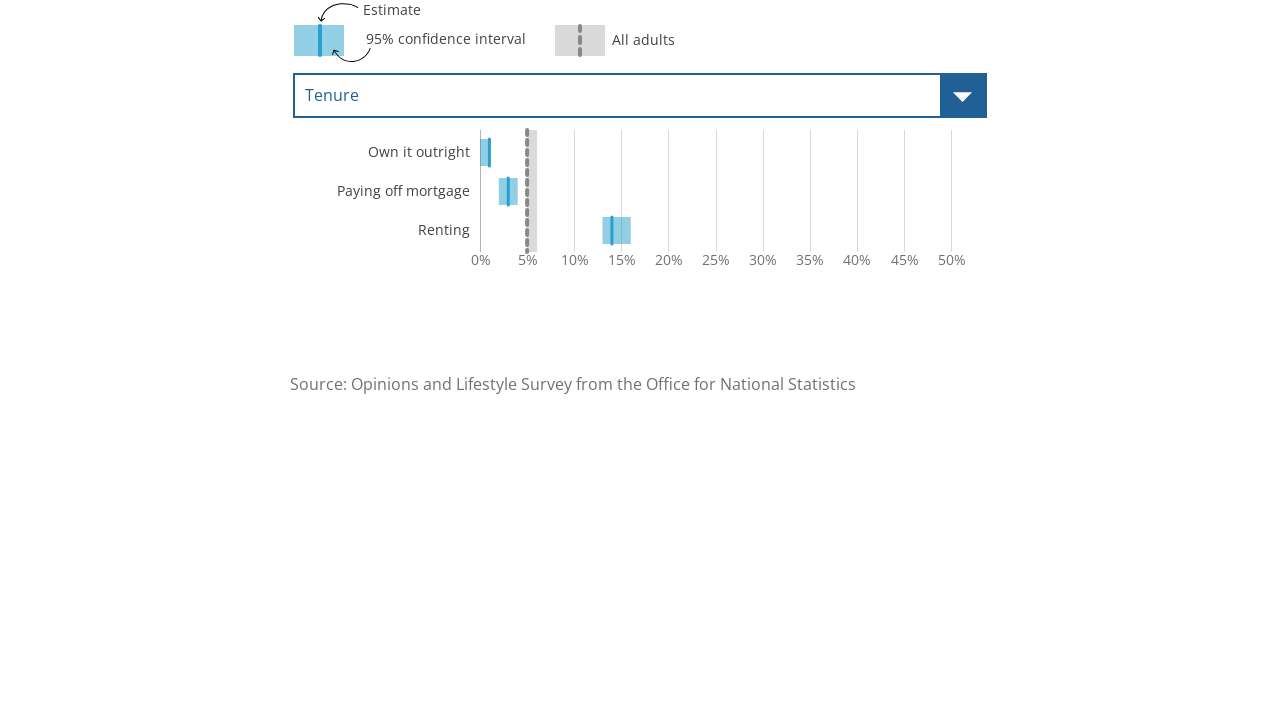 Estimate
95% confidence interval
All adults
Tenure
Own it outright
Paying off mortgage
Renting
0% 5% 10% 15% 20% 25% 30% 35% 40% 45% 50%
Source: Opinions and Lifestyle Survey from the Office for National Statistics